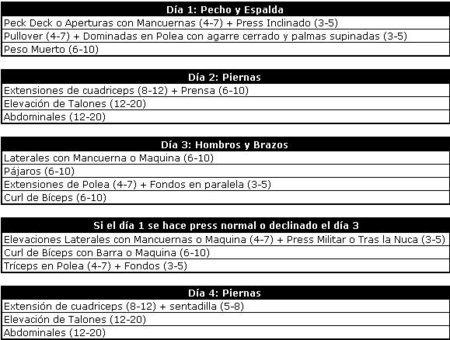 Día 1: Pecho y Espalda
Peck Deck o Aperturas con Mancuernas (4-7) + Press Inclinado (3-5)
Pullover (4-7) + Dominadas en Polea con agarre cerrado y palmas supinadas (3-5)
Peso Muerto (6-10)
Día 2: Piernas
Extensiones de cuadriceps (8-12) + Prensa (6-10)
Elevación de Talones (12-20)
Abdominales (12-20)
Día 3: Hombros y Brazos
Laterales con Mancuerna o Maquina (6-10)
Pájaros (6-10)
Extensiones de Polea (4-7) + Fondos en paralela (3-5)
Curl de Bíceps (6-10)
Si el día 1 se hace press normal o declinado el día 3
Elevaciones Laterales con Mancuernas o Maquina (4-7) + Press Militar o Tras la Nuca (3-5)
Curl de Bíceps con Barra o Maquina (6-10)
Tríceps en Polea (4-7) + Fondos (3-5)
Día 4: Piernas
Extensión de cuadriceps (8-12) + sentadilla (5-8)
Elevación de Talones (12-20)
Abdominales (12-20)